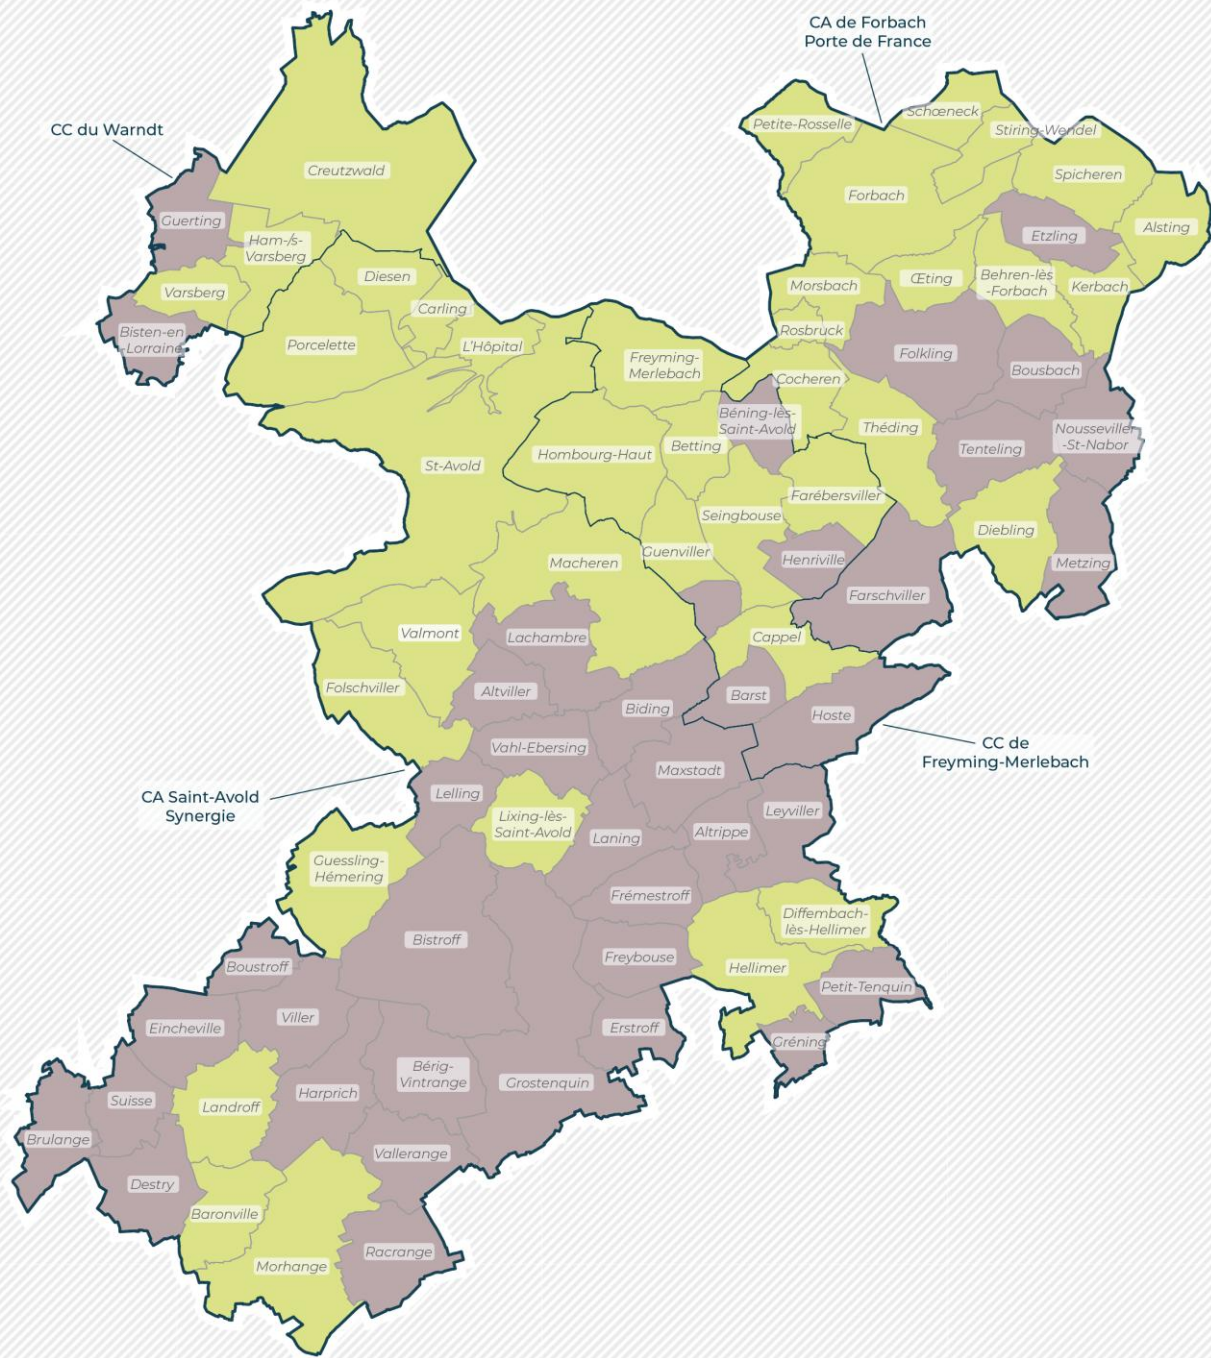 CA de Forbach
Porte de France
CC du Warndt
Petite-Rosselle
Schœneck
Stiring-Wendel
Creutzwald
Forbach
Spicheren
Guerting
Alsting
Etzling
Ham-/s-
Varsberg
Diesen
Œting
Behren-lès
-Forbach
Kerbach
Morsbach
Varsberg
Carling
Rosbruck
Bisten-en
-Lorraine
Porcelette
L'Hôpital
Freyming-
Merlebach
Folkling
Bousbach
Cocheren
Béning-lès-
Saint-Avold
Théding
Nousseviller
-St-Nabor
Hombourg-Haut
Betting
Tenteling
St-Avold
Farébersviller
Seingbouse
Diebling
Guenviller
Henriville
Macheren
Metzing
Farschviller
Valmont
Lachambre
Cappel
Folschviller
Altviller
Barst
Biding
Hoste
Vahl-Ebersing
CC de
Freyming-Merlebach
Maxstadt
CA Saint-Avold
Synergie
Lelling
Lixing-lès-
Saint-Avold
Leyviller
Laning
Altrippe
Guessling-
Hémering
Frémestroff
Diffembach-
lès-Hellimer
Bistroff
Freybouse
Hellimer
Boustroff
Petit-Tenquin
Viller
Eincheville
Erstroff
Gréning
Bérig-
Vintrange
Grostenquin
Harprich
Suisse
Landroff
Brulange
Vallerange
Destry
Baronville
Racrange
Morhange